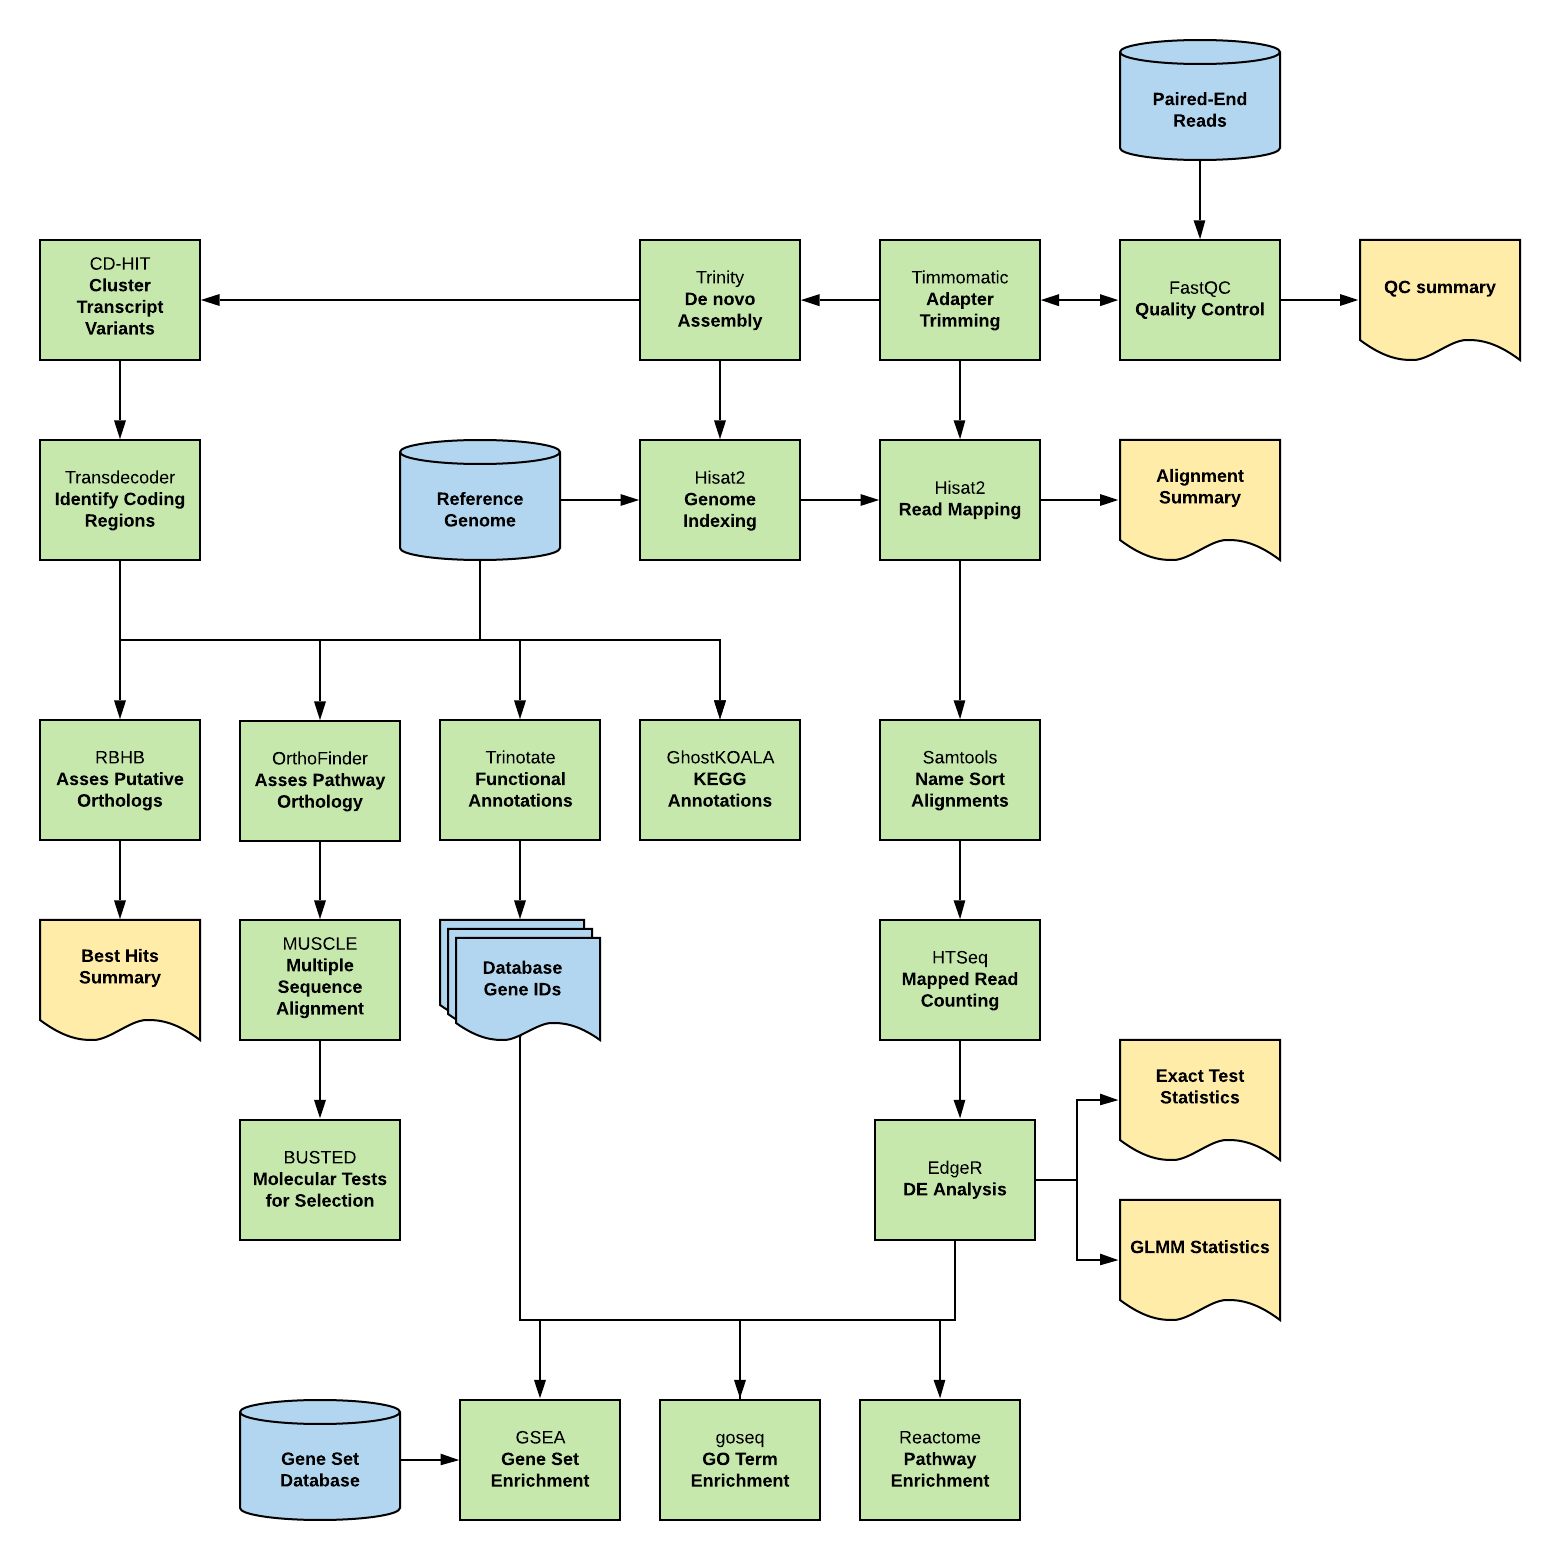 Paired-End
Reads
CD-HIT
Cluster
Transcript
Variants
Trinity
De novo
Assembly
Timmomatic
Adapter
Trimming
FastQC
Quality Control
QC summary
Transdecoder
Identify Coding
Regions
Reference
Genome
Hisat2
Genome
Indexing
Hisat2
Read Mapping
Alignment
Summary
RBHB
Asses Putative
Orthologs
OrthoFinder
Asses Pathway
Orthology
Trinotate
Functional
Annotations
GhostKOALA
KEGG
Annotations
Samtools
Name Sort
Alignments
Best Hits
Summary
MUSCLE
Multiple
Sequence
Alignment
Database
Gene IDs
HTSeq
Mapped Read
Counting
Exact Test
Statistics
BUSTED
Molecular Tests
for Selection
EdgeR
DE Analysis
GLMM Statistics
Gene Set
Database
GSEA
Gene Set
Enrichment
goseq
GO Term
Enrichment
Reactome
Pathway
Enrichment